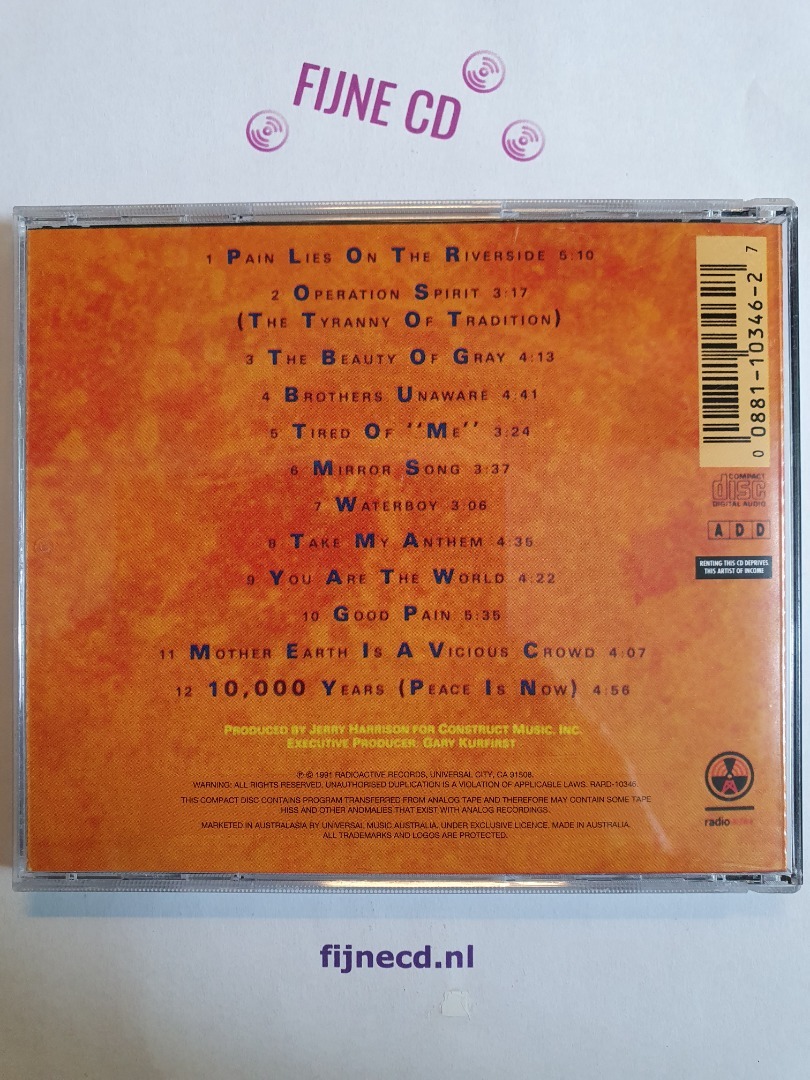 FIJNE CD
1 PAIN LIES ON THE RIVERSIDE 5:10
2 OPERATION SPIRIT 3:17
(THE TYRANNY OF TRADITION)
3 THE BEAUTY OF GRAY 4:13
4 BROTHERS UNAWARE 4:41
5 TIRED OF "ME" 3:24
6 MIRROR SONG 3:37
7 WATERBOY 3:06
8 TAKE MY ANTHEM 4:35
9 YOU ARE THE WORLD 4:22
10 GOOD PAIN 5:35
11 MOTHER EARTH IS A VICIOUS CROWD 4:07
12 10,000 YEARS (PEACE IS NOW) 4:56
PRODUCED BY JERRY HARRISON FOR CONSTRUCT MUSIC, INC.
EXECUTIVE PRODUCER: GARY KURFIRST
℗ © 1991 RADIOACTIVE RECORDS, UNIVERSAL CITY, CA 91508.
WARNING: ALL RIGHTS RESERVED. UNAUTHORISED DUPLICATION IS A VIOLATION OF APPLICABLE LAWS. RARD-10346
THIS COMPACT DISC CONTAINS PROGRAM TRANSFERRED FROM ANALOG TAPE AND THEREFORE MAY CONTAIN SOME TAPE
HISS AND OTHER ANOMALIES THAT EXIST WITH ANALOG RECORDINGS.
MARKETED IN AUSTRALASIA BY UNIVERSAL MUSIC AUSTRALIA, UNDER EXCLUSIVE LICENCE. MADE IN AUSTRALIA.
ALL TRADEMARKS AND LOGOS ARE PROTECTED.
0 0881-10346-2 7
COMPACT
disc
DIGITAL AUDIO
A D D
RENTING THIS CD DEPRIVES
THIS ARTIST OF INCOME
radioactive
fijnecd.nl